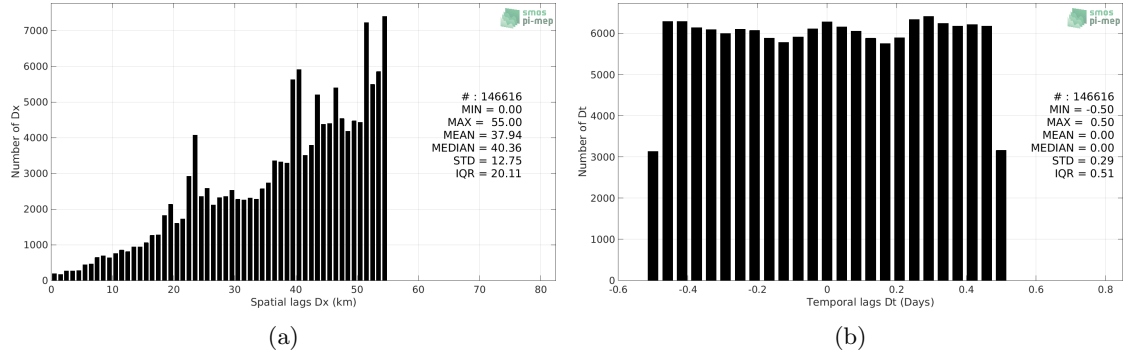 smos
pi-mep
Number of Dx
7000
6000
5000
4000
3000
2000
1000
0
# : 146616
MIN = 0.00
MAX = 55.00
MEAN = 37.94
MEDIAN = 40.36
STD = 12.75
IQR = 20.11
0 10 20 30 40 50 60 70 80
Spatial lags Dx (km)
(a)
smos
pi-mep
Number of Dt
6000
5000
4000
3000
2000
1000
0
# : 146616
MIN = -0.50
MAX = 0.50
MEAN = 0.00
MEDIAN = 0.00
STD = 0.29
IQR = 0.51
-0.6 -0.4 -0.2 0 0.2 0.4 0.6 0.8
Temporal lags Dt (Days)
(b)